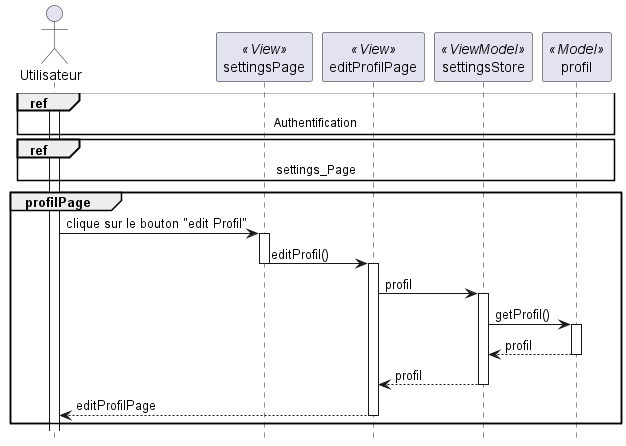 «View» «View» «ViewModel» «Model»
Utilisateur settingsPage editProfilPage settingsStore profil
ref
Authentification
ref
settings_Page
profilPage
clique sur le bouton "edit Profil"
editProfil()
profil
getProfil()
profil
profil
editProfilPage